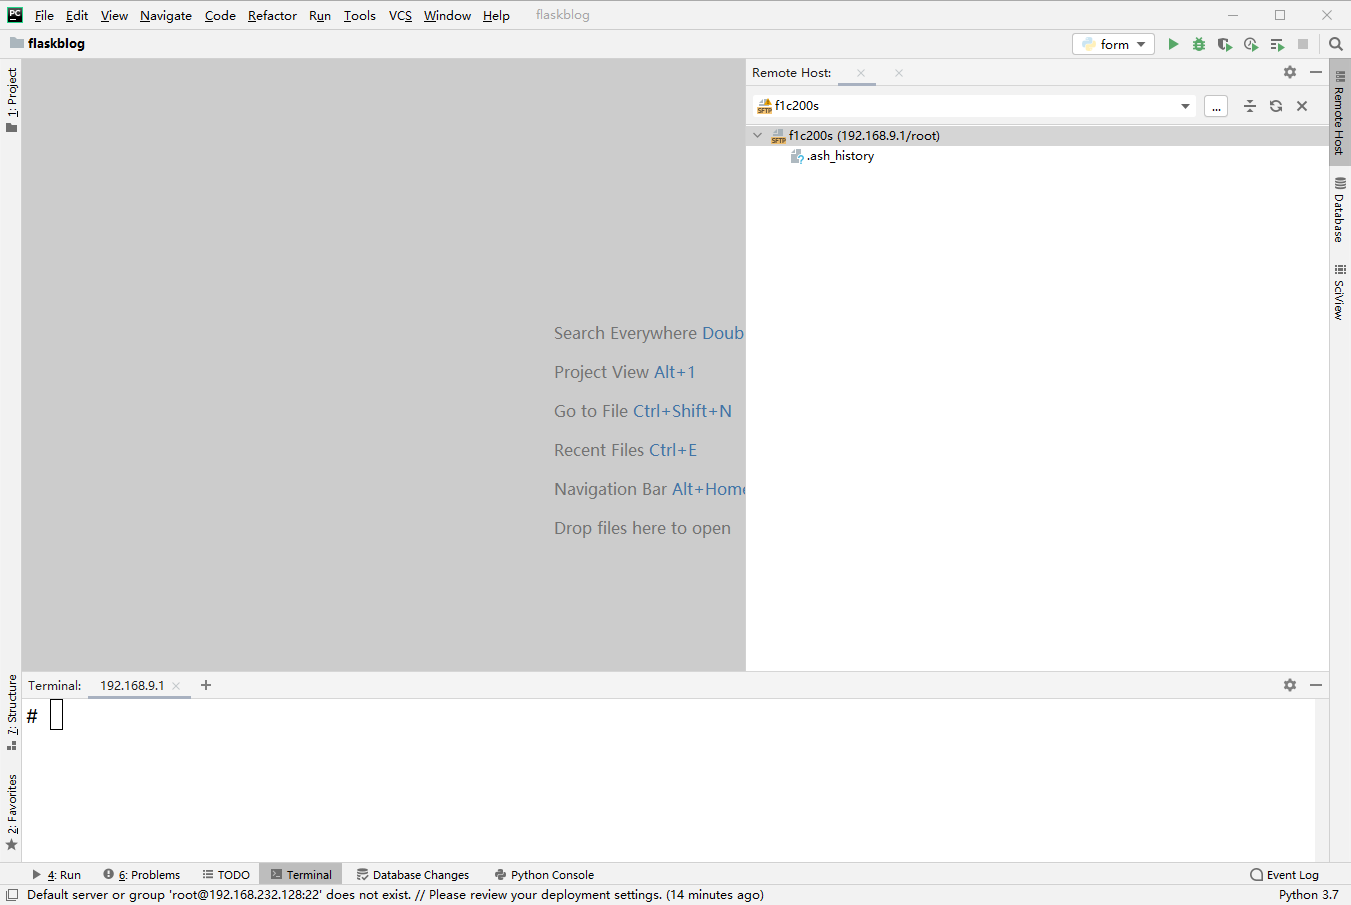 PC File Edit View Navigate Code Refactor Run Tools VCS Window Help flaskblog
flaskblog form
1: Project
Remote Host:
SFTP f1c200s ...
SFTP f1c200s (192.168.9.1/root)
.ash_history
Remote Host
Database
SciView
Search Everywhere Doub
Project View Alt+1
Go to File Ctrl+Shift+N
Recent Files Ctrl+E
Navigation Bar Alt+Home
Drop files here to open
7: Structure
2: Favorites
Terminal: 192.168.9.1
#
4: Run 6: Problems TODO Terminal Database Changes Python Console Event Log
Default server or group 'root@192.168.232.128:22' does not exist. // Please review your deployment settings. (14 minutes ago) Python 3.7